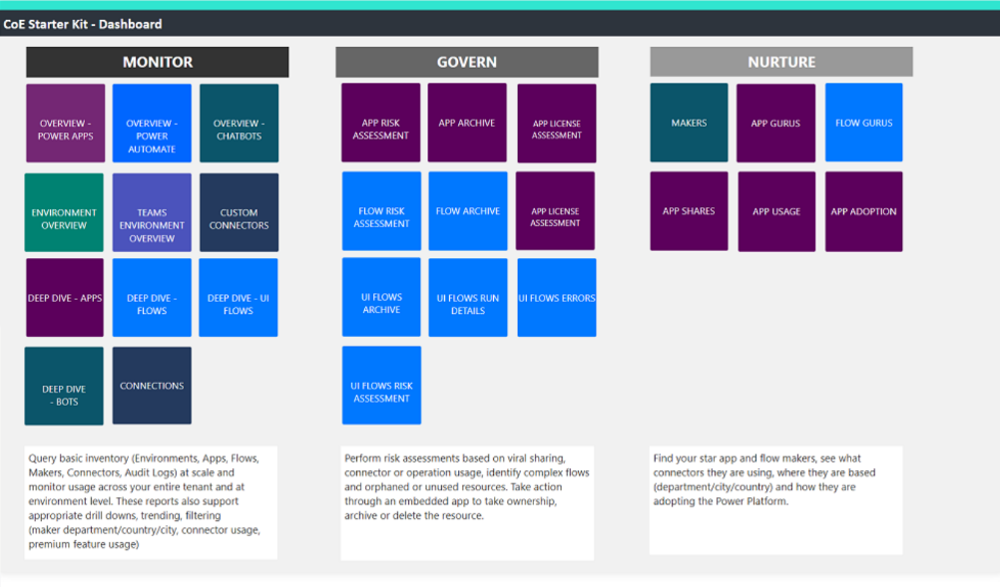 CoE Starter Kit - Dashboard
MONITOR
OVERVIEW -
POWER APPS
OVERVIEW -
POWER
AUTOMATE
OVERVIEW -
CHATBOTS
ENVIRONMENT
OVERVIEW
TEAMS
ENVIRONMENT
OVERVIEW
CUSTOM
CONNECTORS
DEEP DIVE - APPS
DEEP DIVE -
FLOWS
DEEP DIVE - UI
FLOWS
DEEP DIVE
- BOTS
CONNECTIONS
Query basic inventory (Environments, Apps, Flows,
Makers, Connectors, Audit Logs) at scale and
monitor usage across your entire tenant and at
environment level. These reports also support
appropriate drill downs, trending, filtering
(maker department/country/city, connector usage,
premium feature usage)
GOVERN
APP RISK
ASSESSMENT
APP ARCHIVE
APP LICENSE
ASSESSMENT
FLOW RISK
ASSESSMENT
FLOW ARCHIVE
APP LICENSE
ASSESSMENT
UI FLOWS
ARCHIVE
UI FLOWS RUN
DETAILS
UI FLOWS ERRORS
UI FLOWS RISK
ASSESSMENT
Perform risk assessments based on viral sharing,
connector or operation usage, identify complex flows
and orphaned or unused resources. Take action
through an embedded app to take ownership,
archive or delete the resource.
NURTURE
MAKERS
APP GURUS
FLOW GURUS
APP SHARES
APP USAGE
APP ADOPTION
Find your star app and flow makers, see what
connectors they are using, where they are based
(department/city/country) and how they are
adopting the Power Platform.